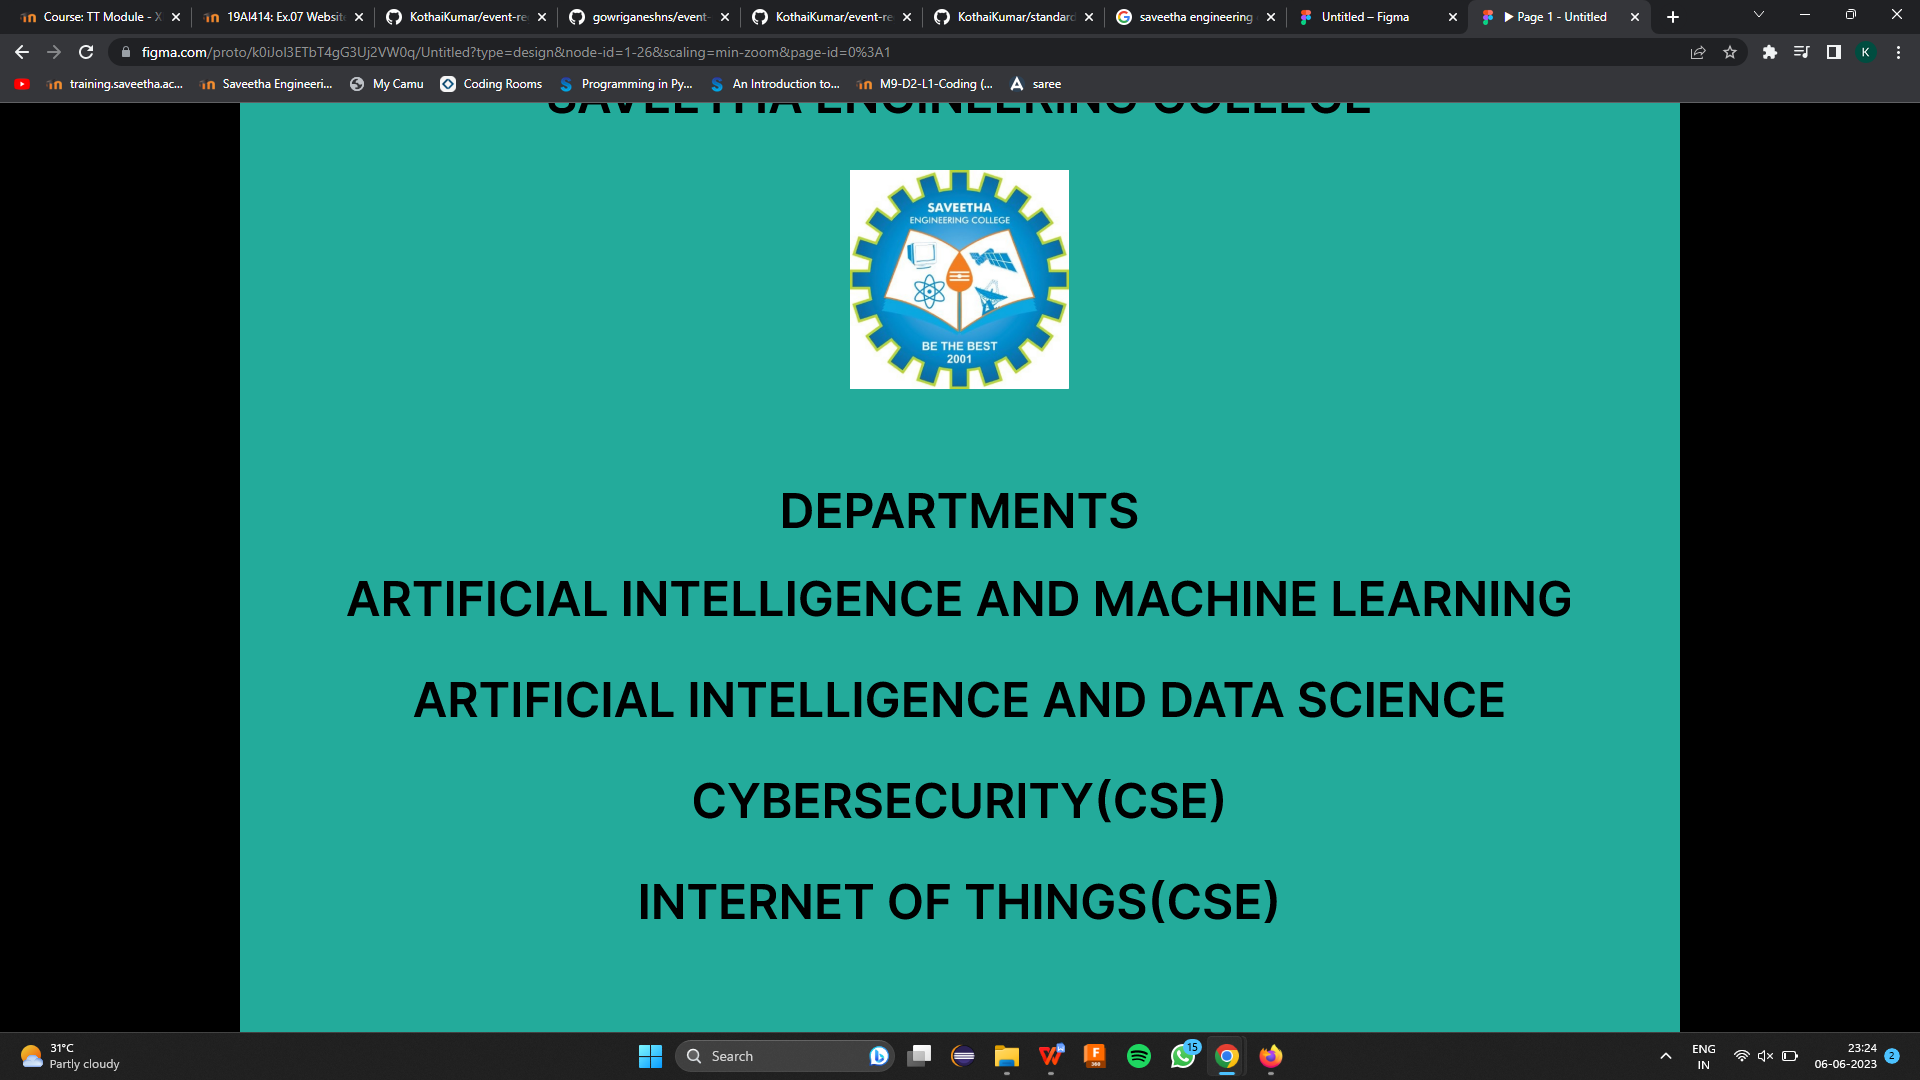 Course: TT Module - X
19AI414: Ex.07 Website
KothaiKumar/event-re
gowriganeshns/event-
KothaiKumar/event-re
KothaiKumar/standard
saveetha engineering
Untitled – Figma
Page 1 - Untitled
figma.com/proto/k0iJol3ETbT4gG3Uj2VW0q/Untitled?type=design&node-id=1-26&scaling=min-zoom&page-id=0%3A1
K
training.saveetha.ac...
Saveetha Engineeri...
My Camu
Coding Rooms
Programming in Py...
An Introduction to...
M9-D2-L1-Coding (...
saree
SAVEETHA ENGINEERING COLLEGE
SAVEETHA
ENGINEERING COLLEGE
BE THE BEST
2001
DEPARTMENTS
ARTIFICIAL INTELLIGENCE AND MACHINE LEARNING
ARTIFICIAL INTELLIGENCE AND DATA SCIENCE
CYBERSECURITY(CSE)
INTERNET OF THINGS(CSE)
31°C
Partly cloudy
Search
15
ENG
IN
23:24
06-06-2023
2